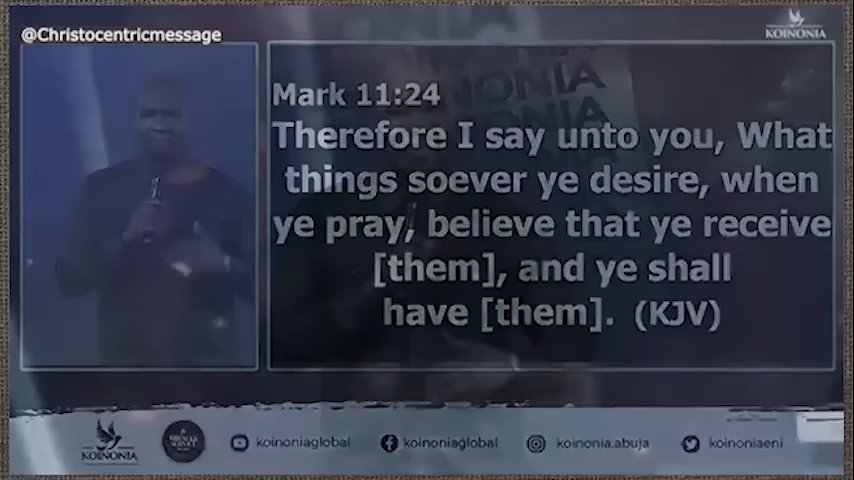 @Christocentricmessage
KOINONIA
NONIA
Mark 11:24
Therefore I say unto you, What
things soever ye desire, when
ye pray, believe that ye receive
[them], and ye shall
have [them]. (KJV)
KOINONIA
koinoniaglobal
koinoniaglobal
koinonia.abuja
koinoniaeni